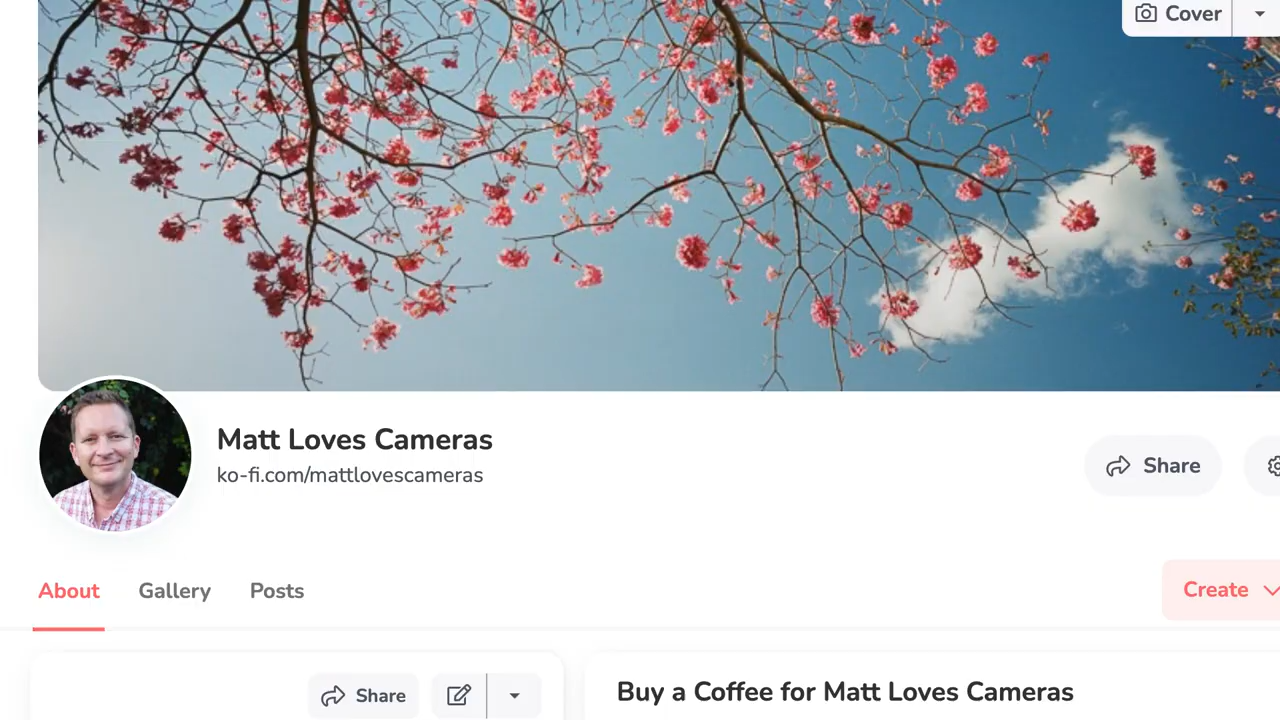 Cover
Matt Loves Cameras
ko-fi.com/mattlovescameras
Share
About Gallery Posts
Create
Share
Buy a Coffee for Matt Loves Cameras